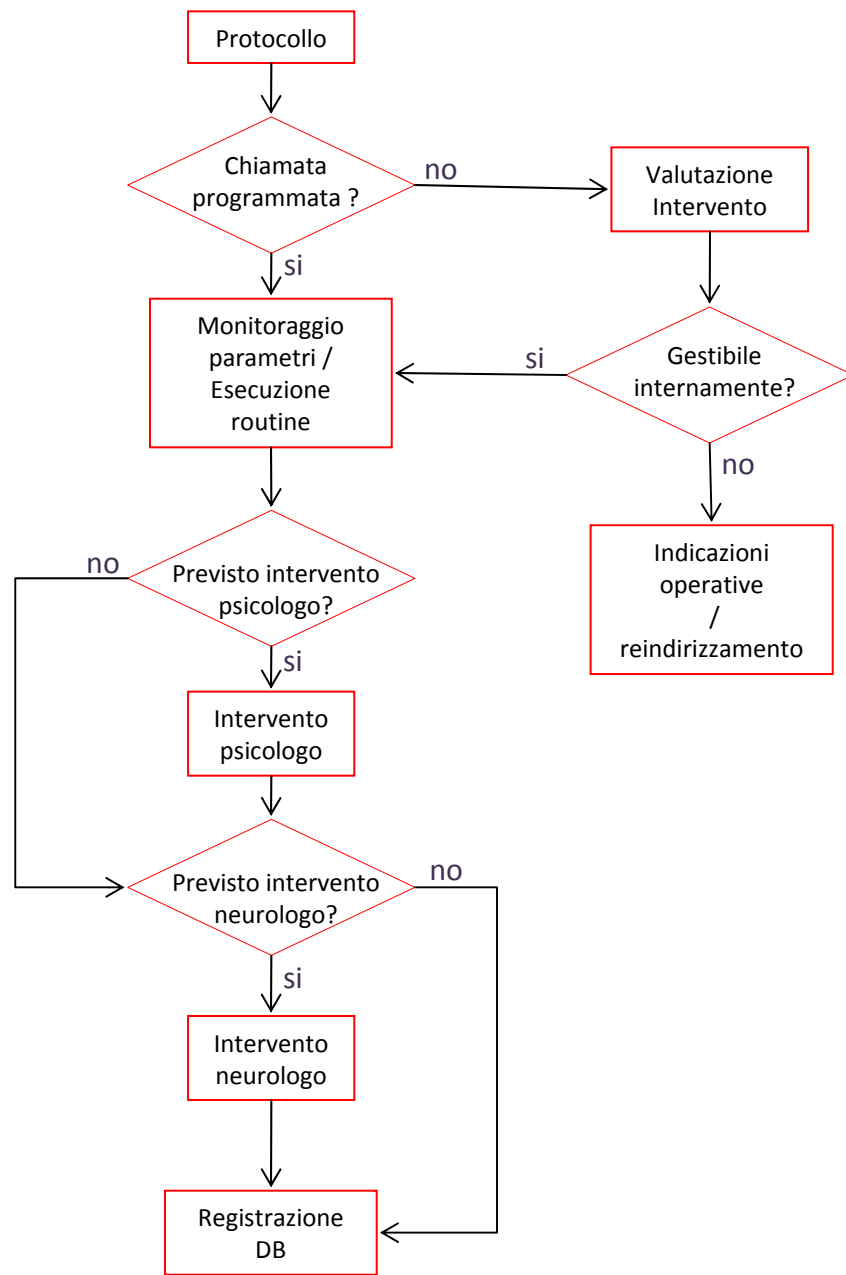 Protocollo
Chiamata
programmata ?
no
Valutazione
Intervento
si
Monitoraggio
parametri /
Esecuzione
routine
si
Gestibile
internamente?
no
Indicazioni
operative
/
reindirizzamento
no
Previsto intervento
psicologo?
si
Intervento
psicologo
Previsto intervento
neurologo?
no
si
Intervento
neurologo
Registrazione
DB